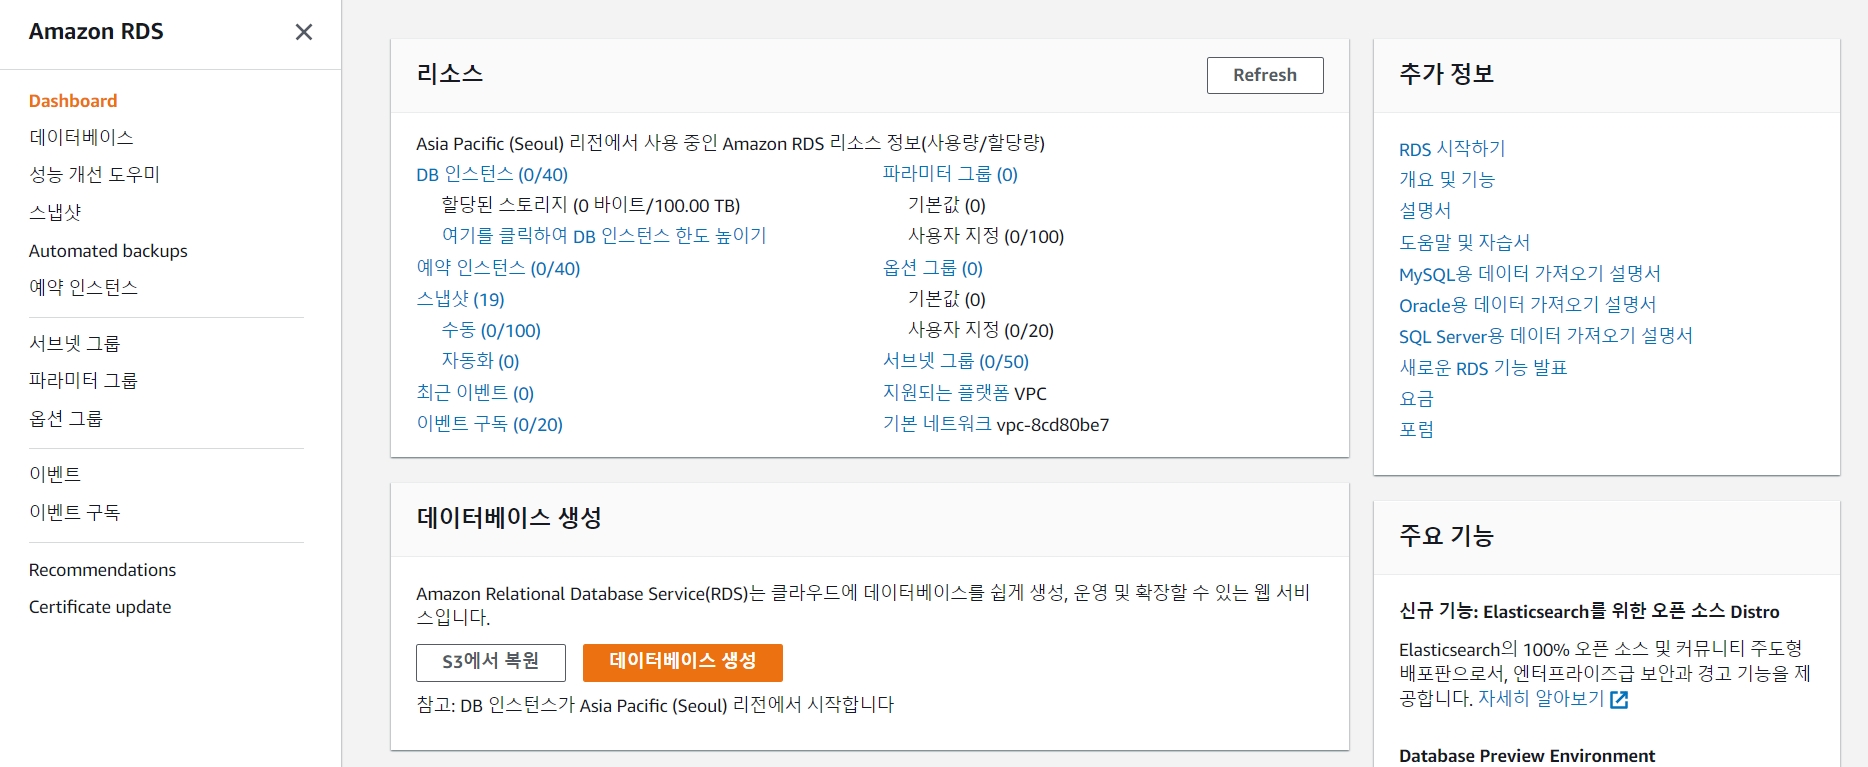 Amazon RDS
Dashboard
데이터베이스
성능 개선 도우미
스냅샷
Automated backups
예약 인스턴스
서브넷 그룹
파라미터 그룹
옵션 그룹
이벤트
이벤트 구독
Recommendations
Certificate update
리소스
Refresh
Asia Pacific (Seoul) 리전에서 사용 중인 Amazon RDS 리소스 정보(사용량/할당량)
DB 인스턴스 (0/40)
할당된 스토리지 (0 바이트/100.00 TB)
여기를 클릭하여 DB 인스턴스 한도 높이기
예약 인스턴스 (0/40)
스냅샷 (19)
수동 (0/100)
자동화 (0)
최근 이벤트 (0)
이벤트 구독 (0/20)
파라미터 그룹 (0)
기본값 (0)
사용자 지정 (0/100)
옵션 그룹 (0)
기본값 (0)
사용자 지정 (0/20)
서브넷 그룹 (0/50)
지원되는 플랫폼 VPC
기본 네트워크 vpc-8cd80be7
데이터베이스 생성
Amazon Relational Database Service(RDS)는 클라우드에 데이터베이스를 쉽게 생성, 운영 및 확장할 수 있는 웹 서비
스입니다.
S3에서 복원
데이터베이스 생성
참고: DB 인스턴스가 Asia Pacific (Seoul) 리전에서 시작합니다
추가 정보
RDS 시작하기
개요 및 기능
설명서
도움말 및 자습서
MySQL용 데이터 가져오기 설명서
Oracle용 데이터 가져오기 설명서
SQL Server용 데이터 가져오기 설명서
새로운 RDS 기능 발표
요금
포럼
주요 기능
신규 기능: Elasticsearch를 위한 오픈 소스 Distro
Elasticsearch의 100% 오픈 소스 및 커뮤니티 주도형
배포판으로서, 엔터프라이즈급 보안과 경고 기능을 제
공합니다. 자세히 알아보기
Database Preview Environment